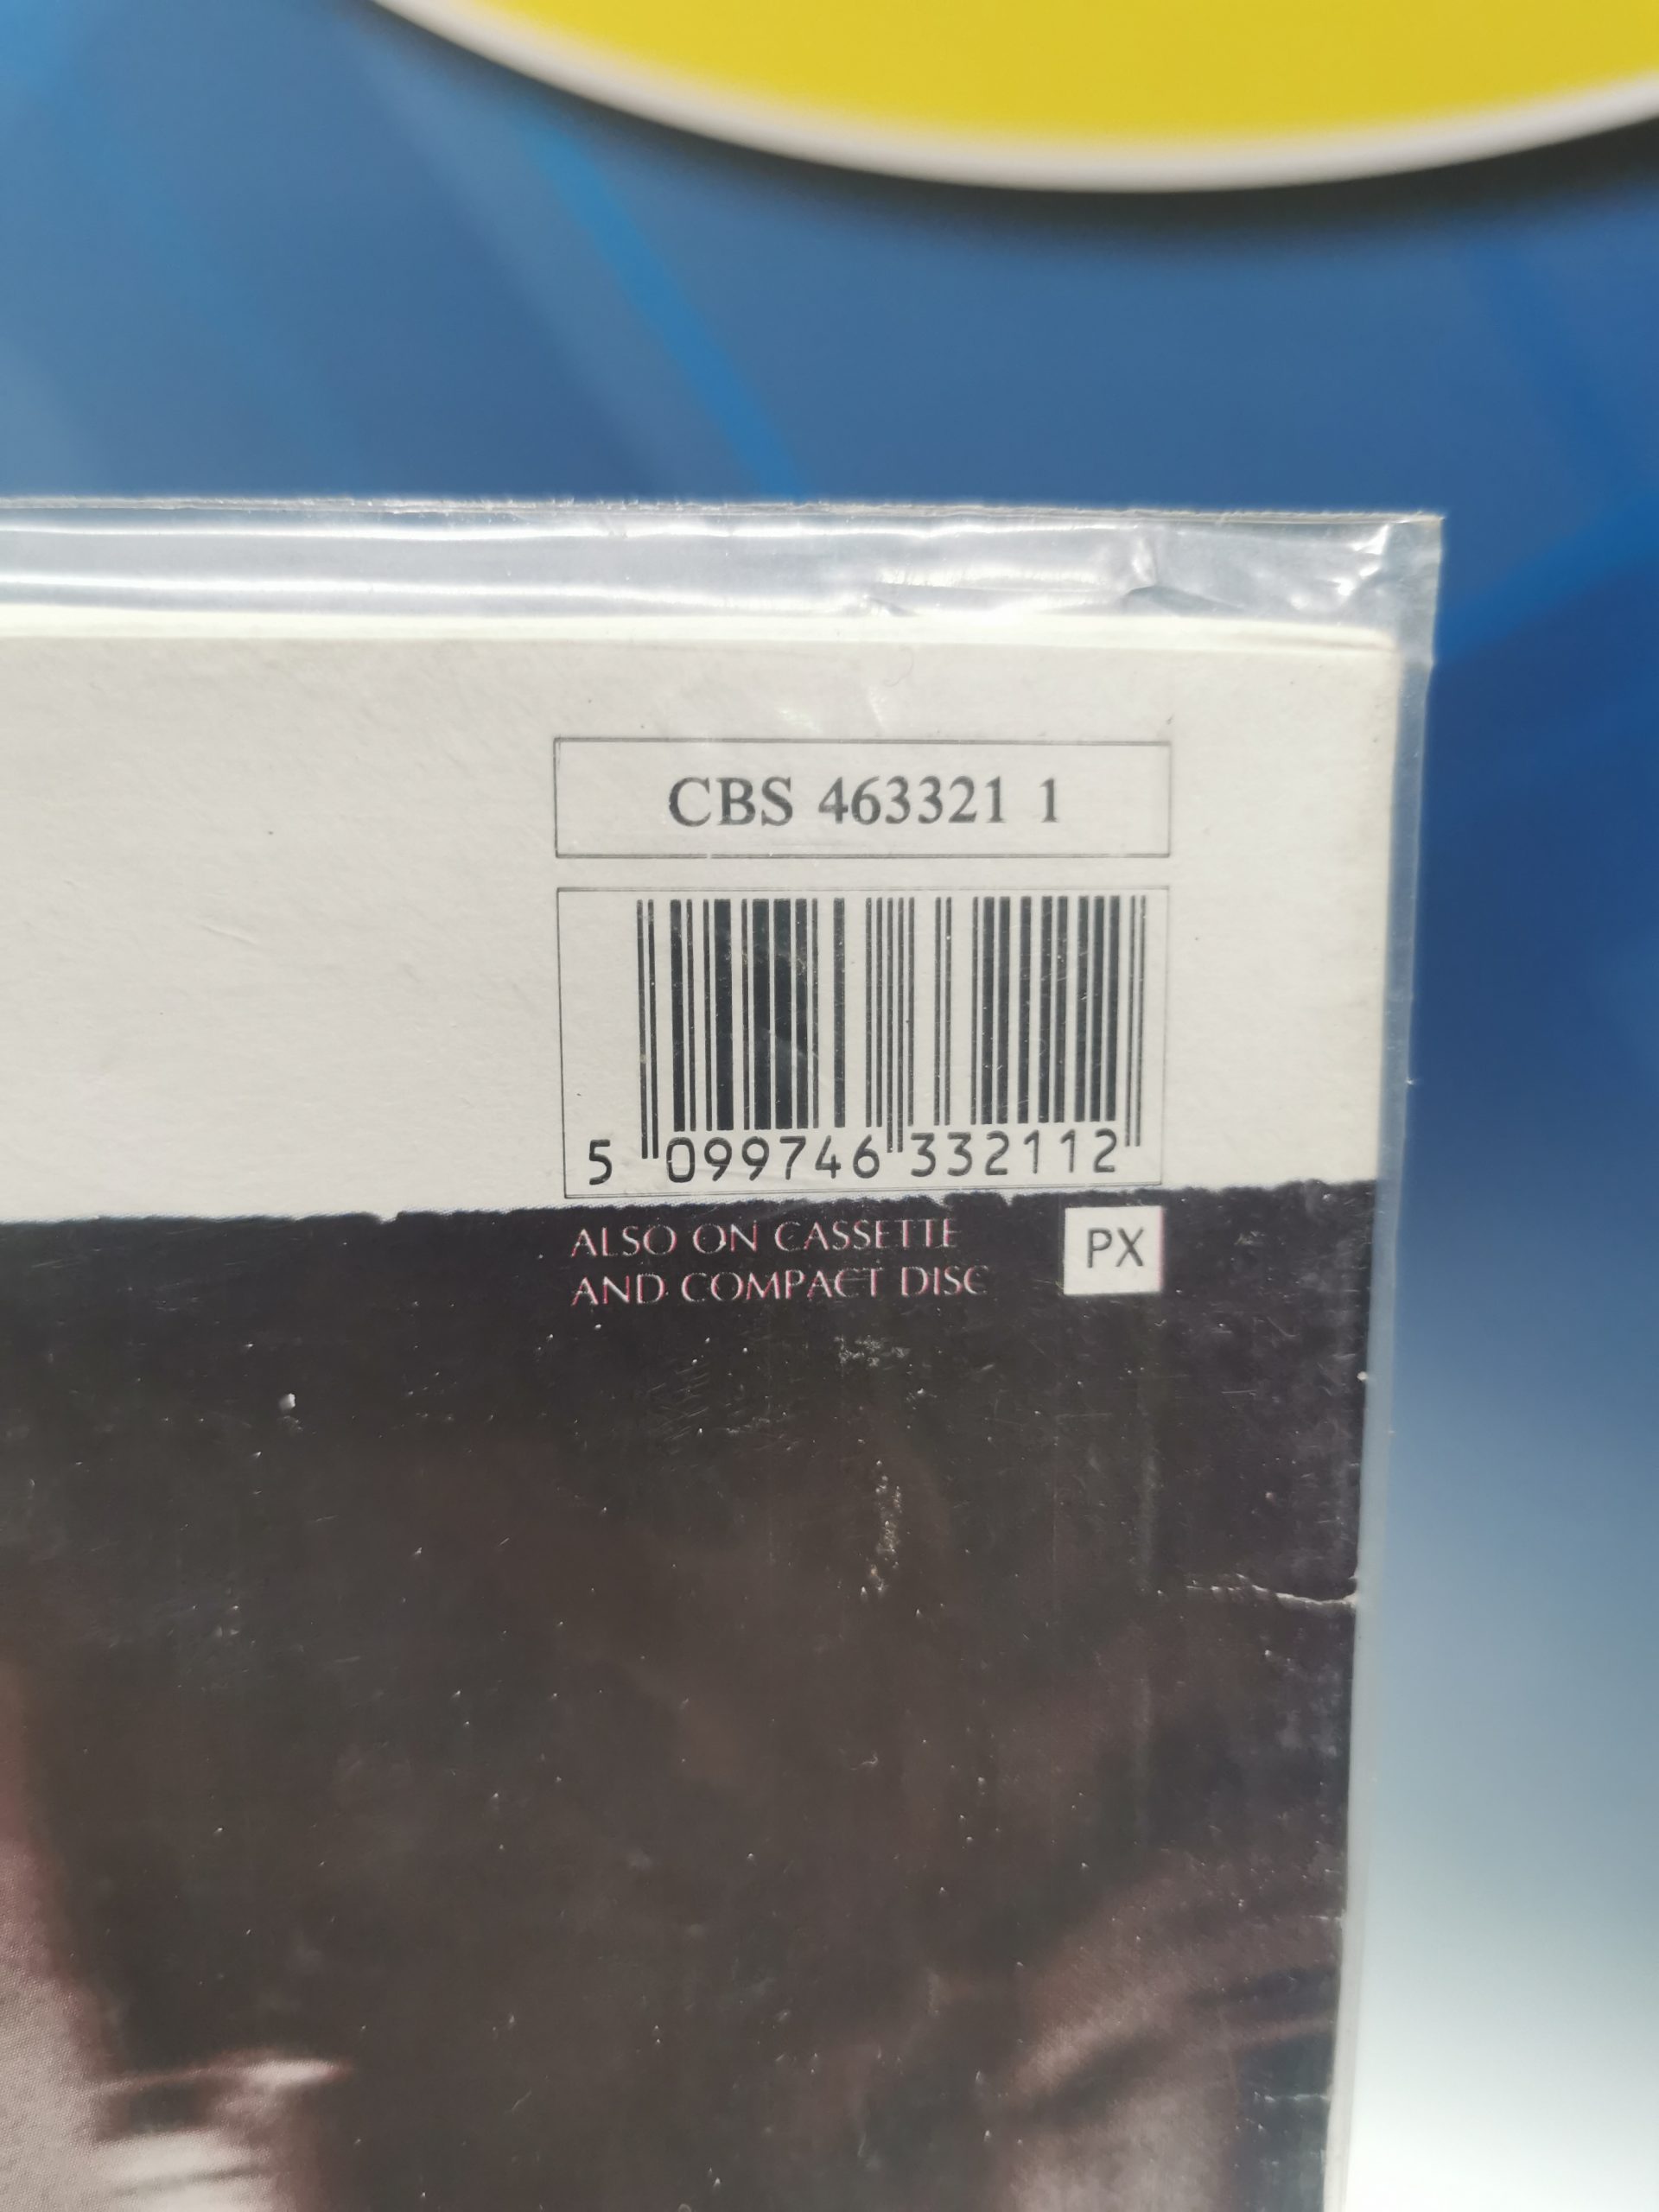 CBS 463321 1
5 099746 332112
ALSO ON CASSETTE
AND COMPACT DISC
PX